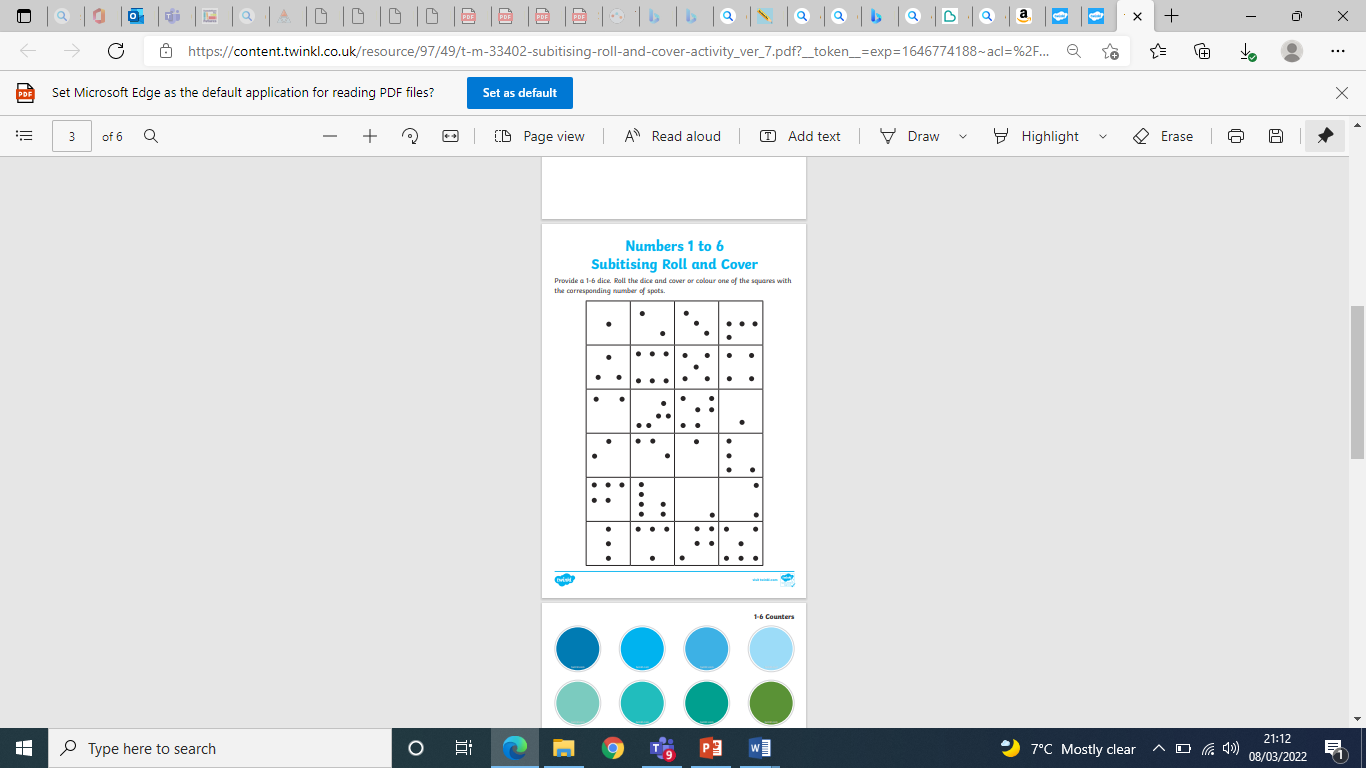 https://content.twinkl.co.uk/resource/97/49/t-m-33402-subitising-roll-and-cover-activity_ver_7.pdf?__token__=exp=1646774188~acl=%2F...
PDF
Set Microsoft Edge as the default application for reading PDF files?
Set as default
3
of 6
Page view
Read aloud
Add text
Draw
Highlight
Erase
Numbers 1 to 6
Subitising Roll and Cover
Provide a 1-6 dice. Roll the dice and cover or colour one of the squares with
the corresponding number of spots.
twinkl
1-6 Counters
Type here to search
9
7°C Mostly clear
21:12
08/03/2022
1